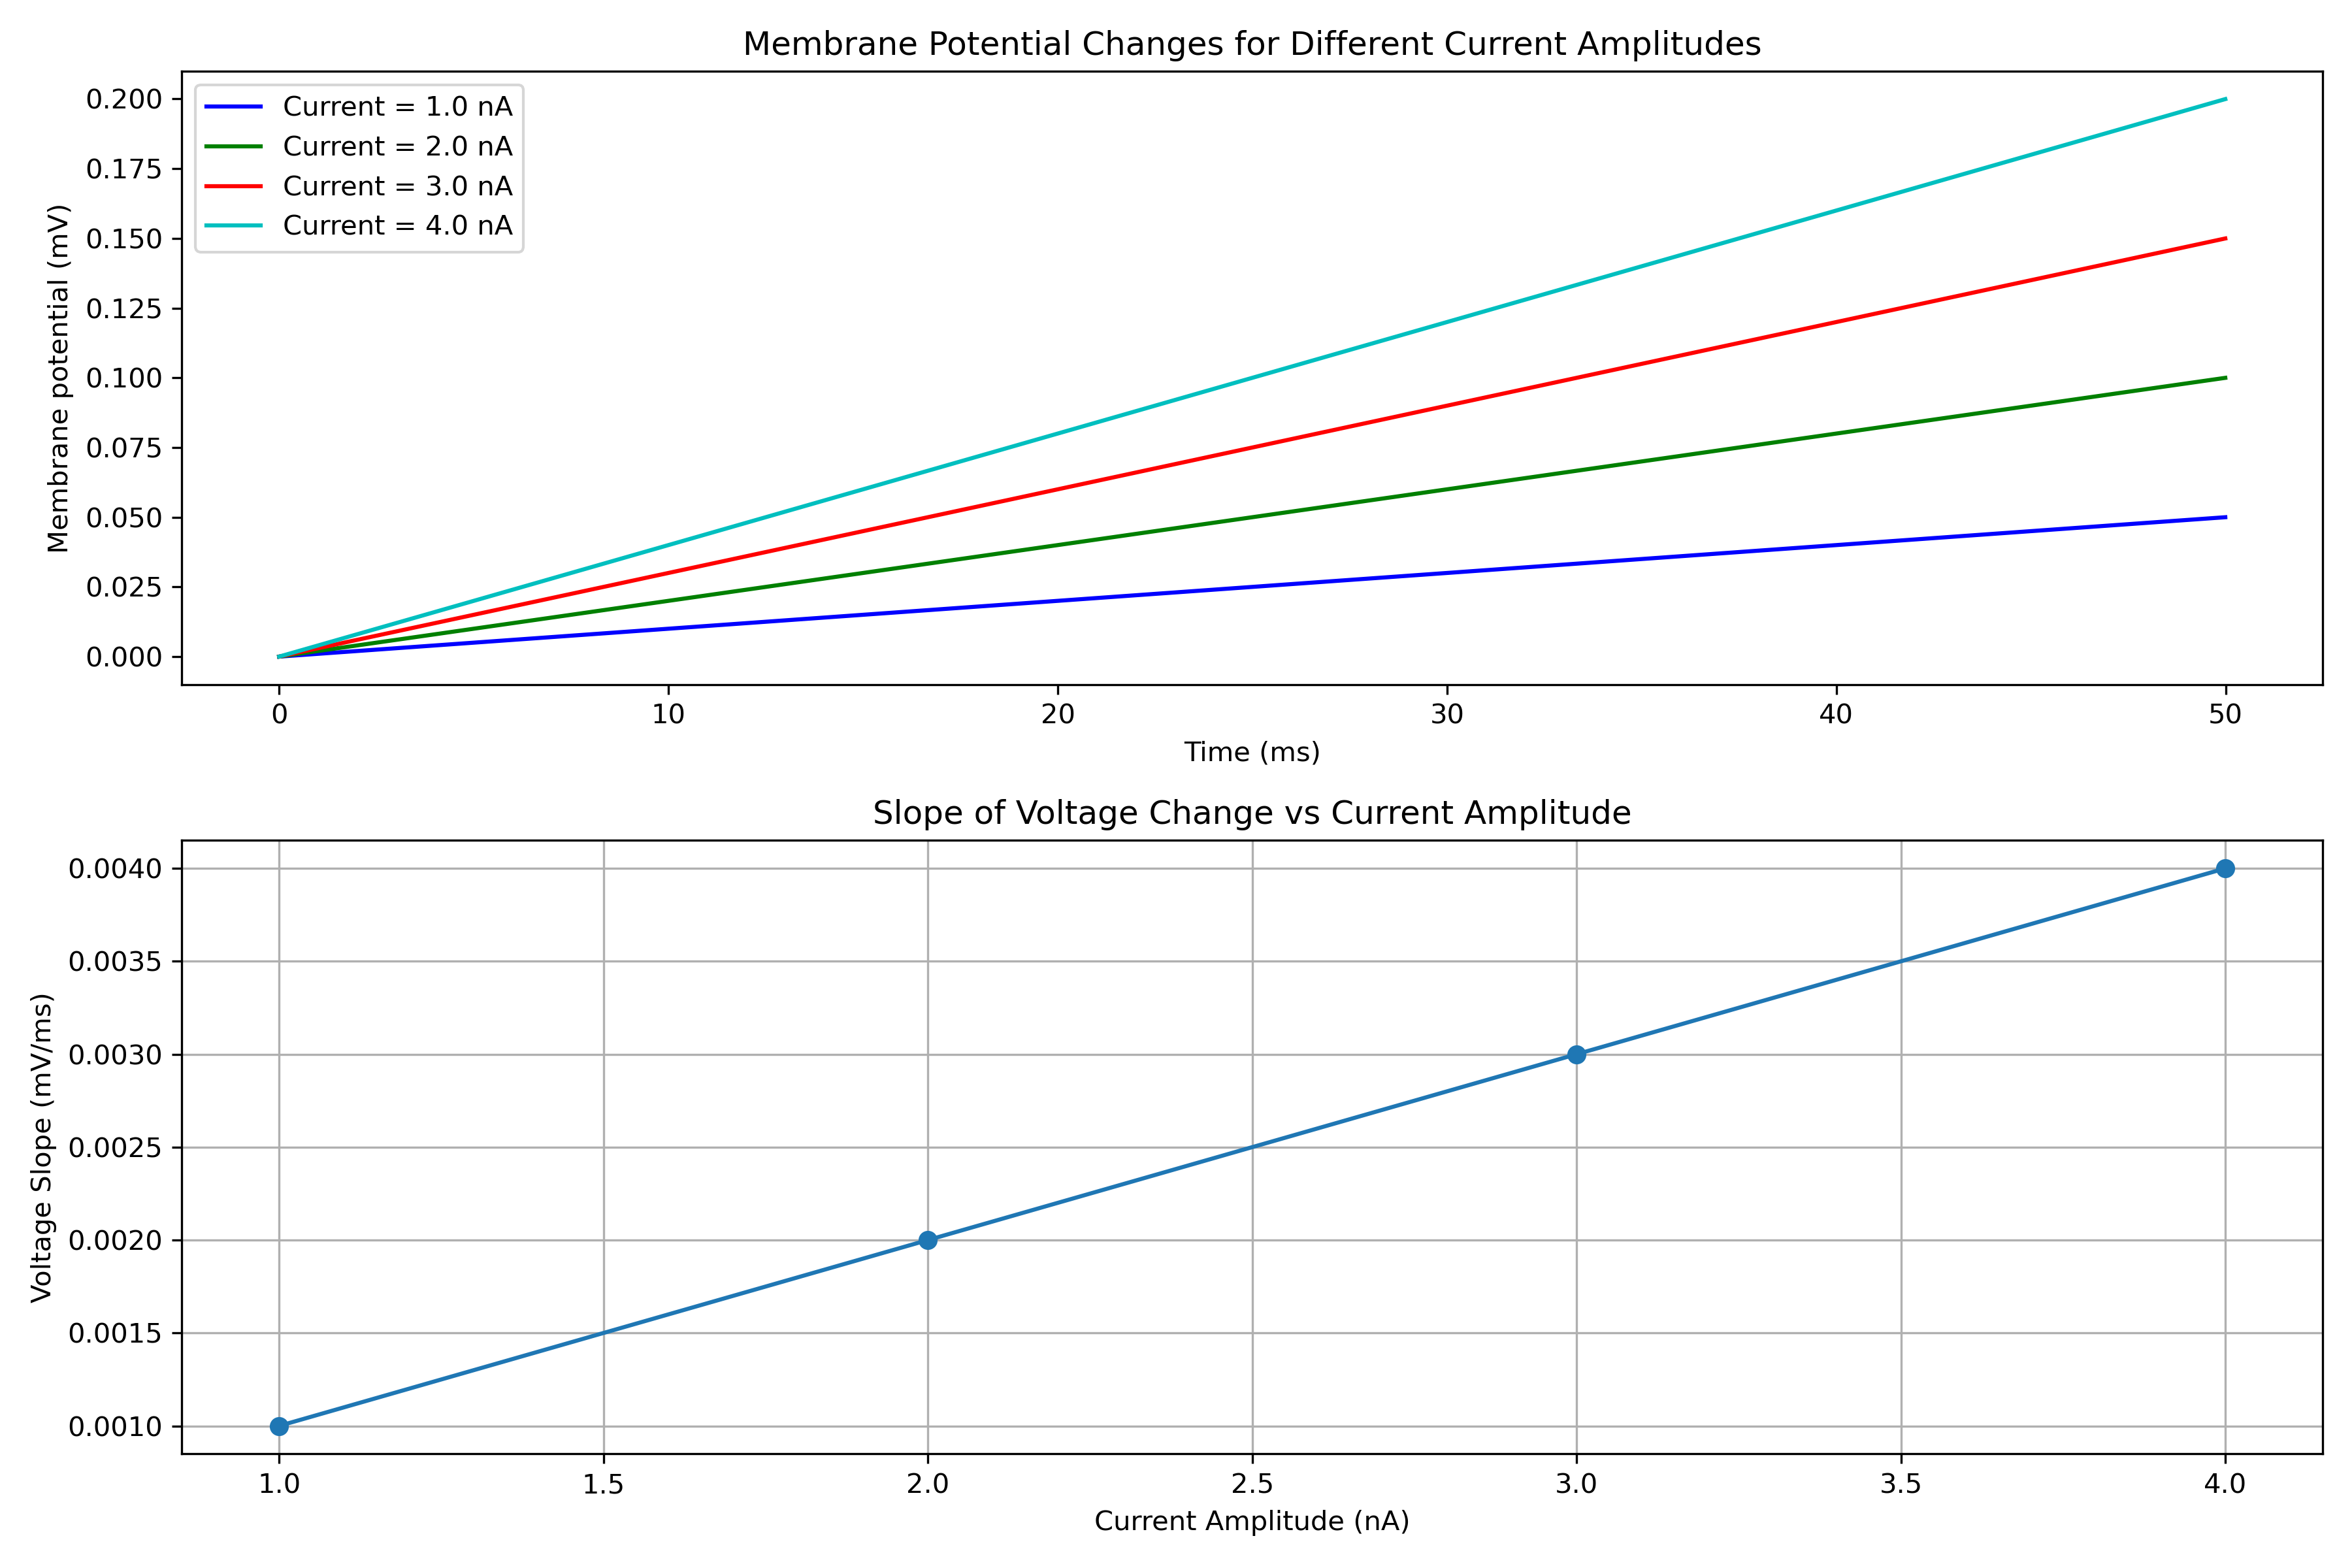 Membrane Potential Changes for Different Current Amplitudes
Current = 1.0 nA
Current = 2.0 nA
Current = 3.0 nA
Current = 4.0 nA
Membrane potential (mV)
0.200
0.175
0.150
0.125
0.100
0.075
0.050
0.025
0.000
0 10 20 30 40 50
Time (ms)
Slope of Voltage Change vs Current Amplitude
Voltage Slope (mV/ms)
0.0040
0.0035
0.0030
0.0025
0.0020
0.0015
0.0010
1.0 1.5 2.0 2.5 3.0 3.5 4.0
Current Amplitude (nA)